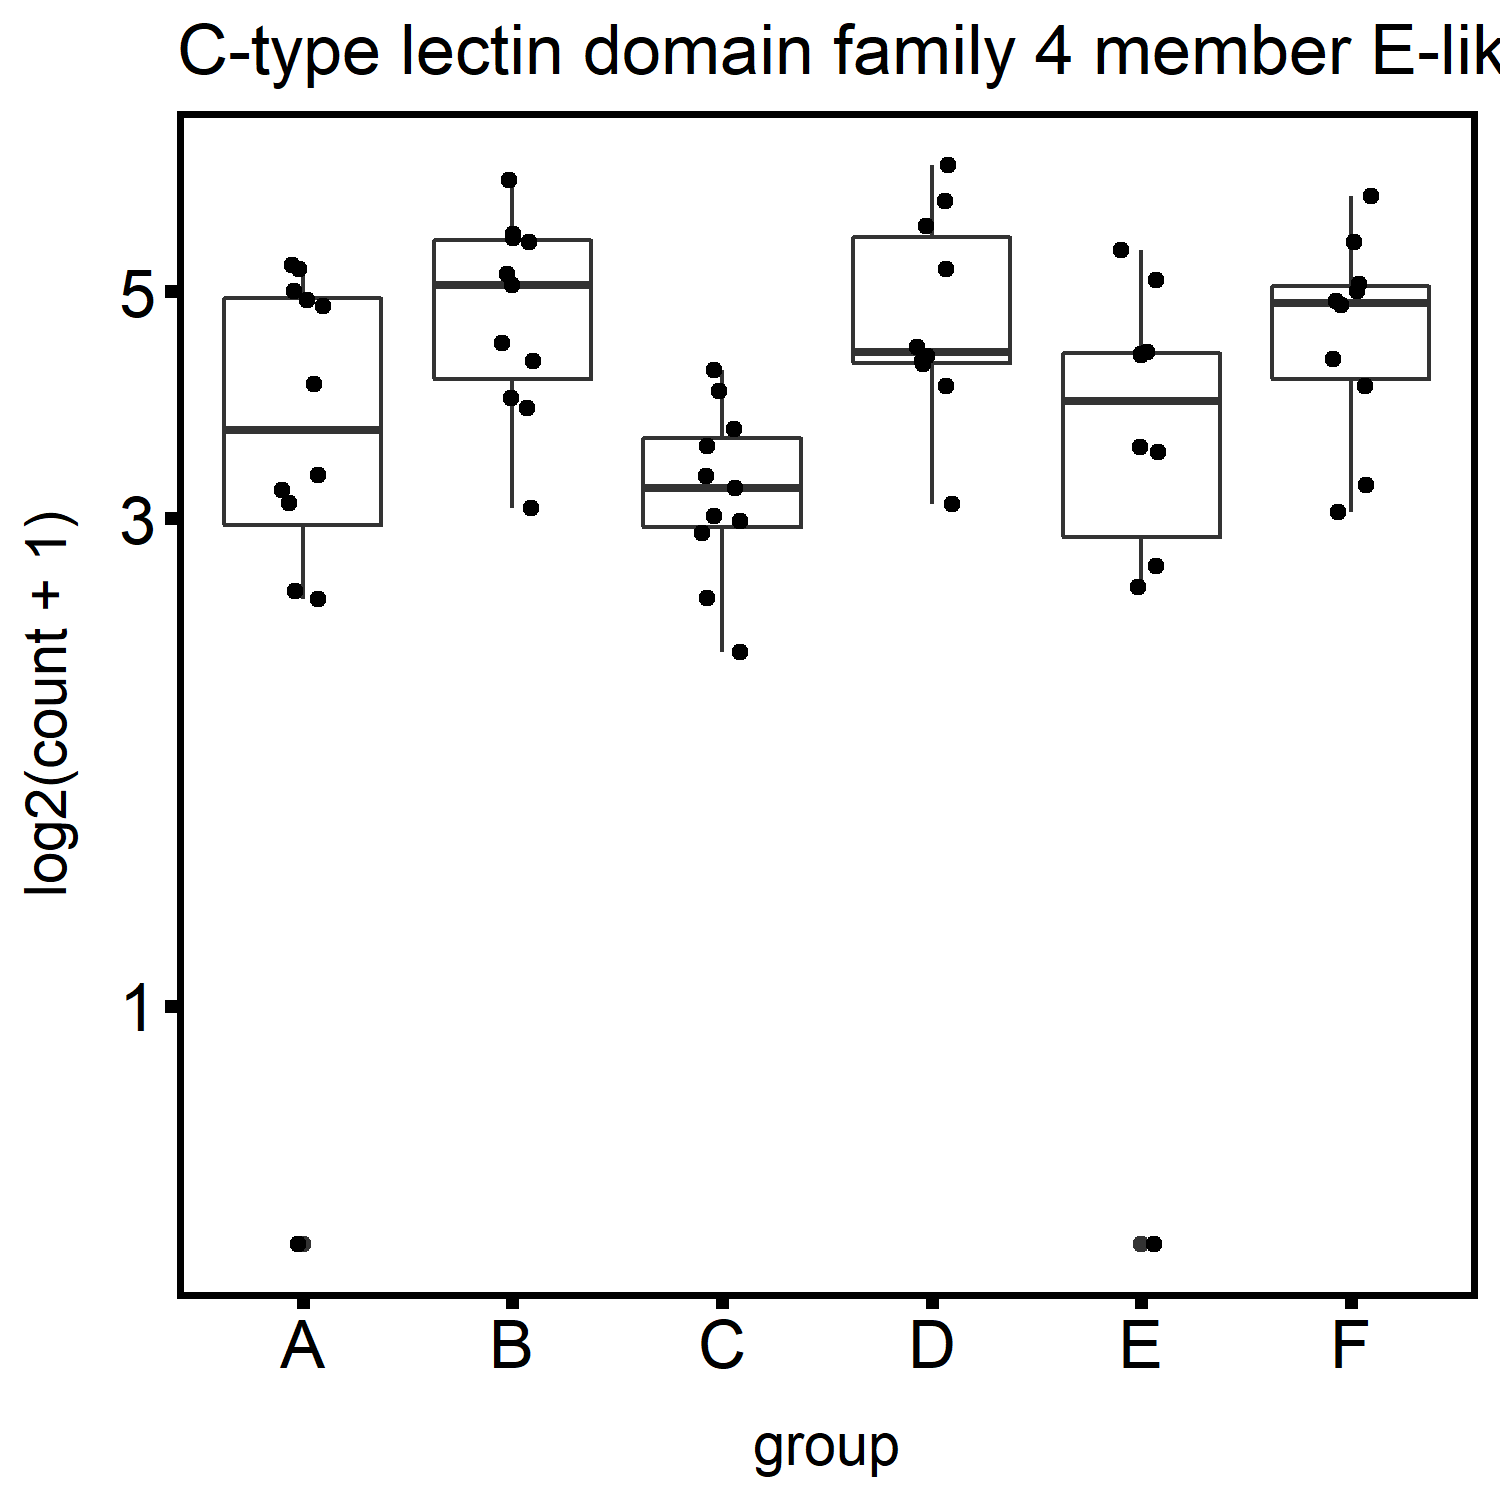 C-type lectin domain family 4 member E-lik
5
3
1
log2(count + 1)
A B C D E F
group